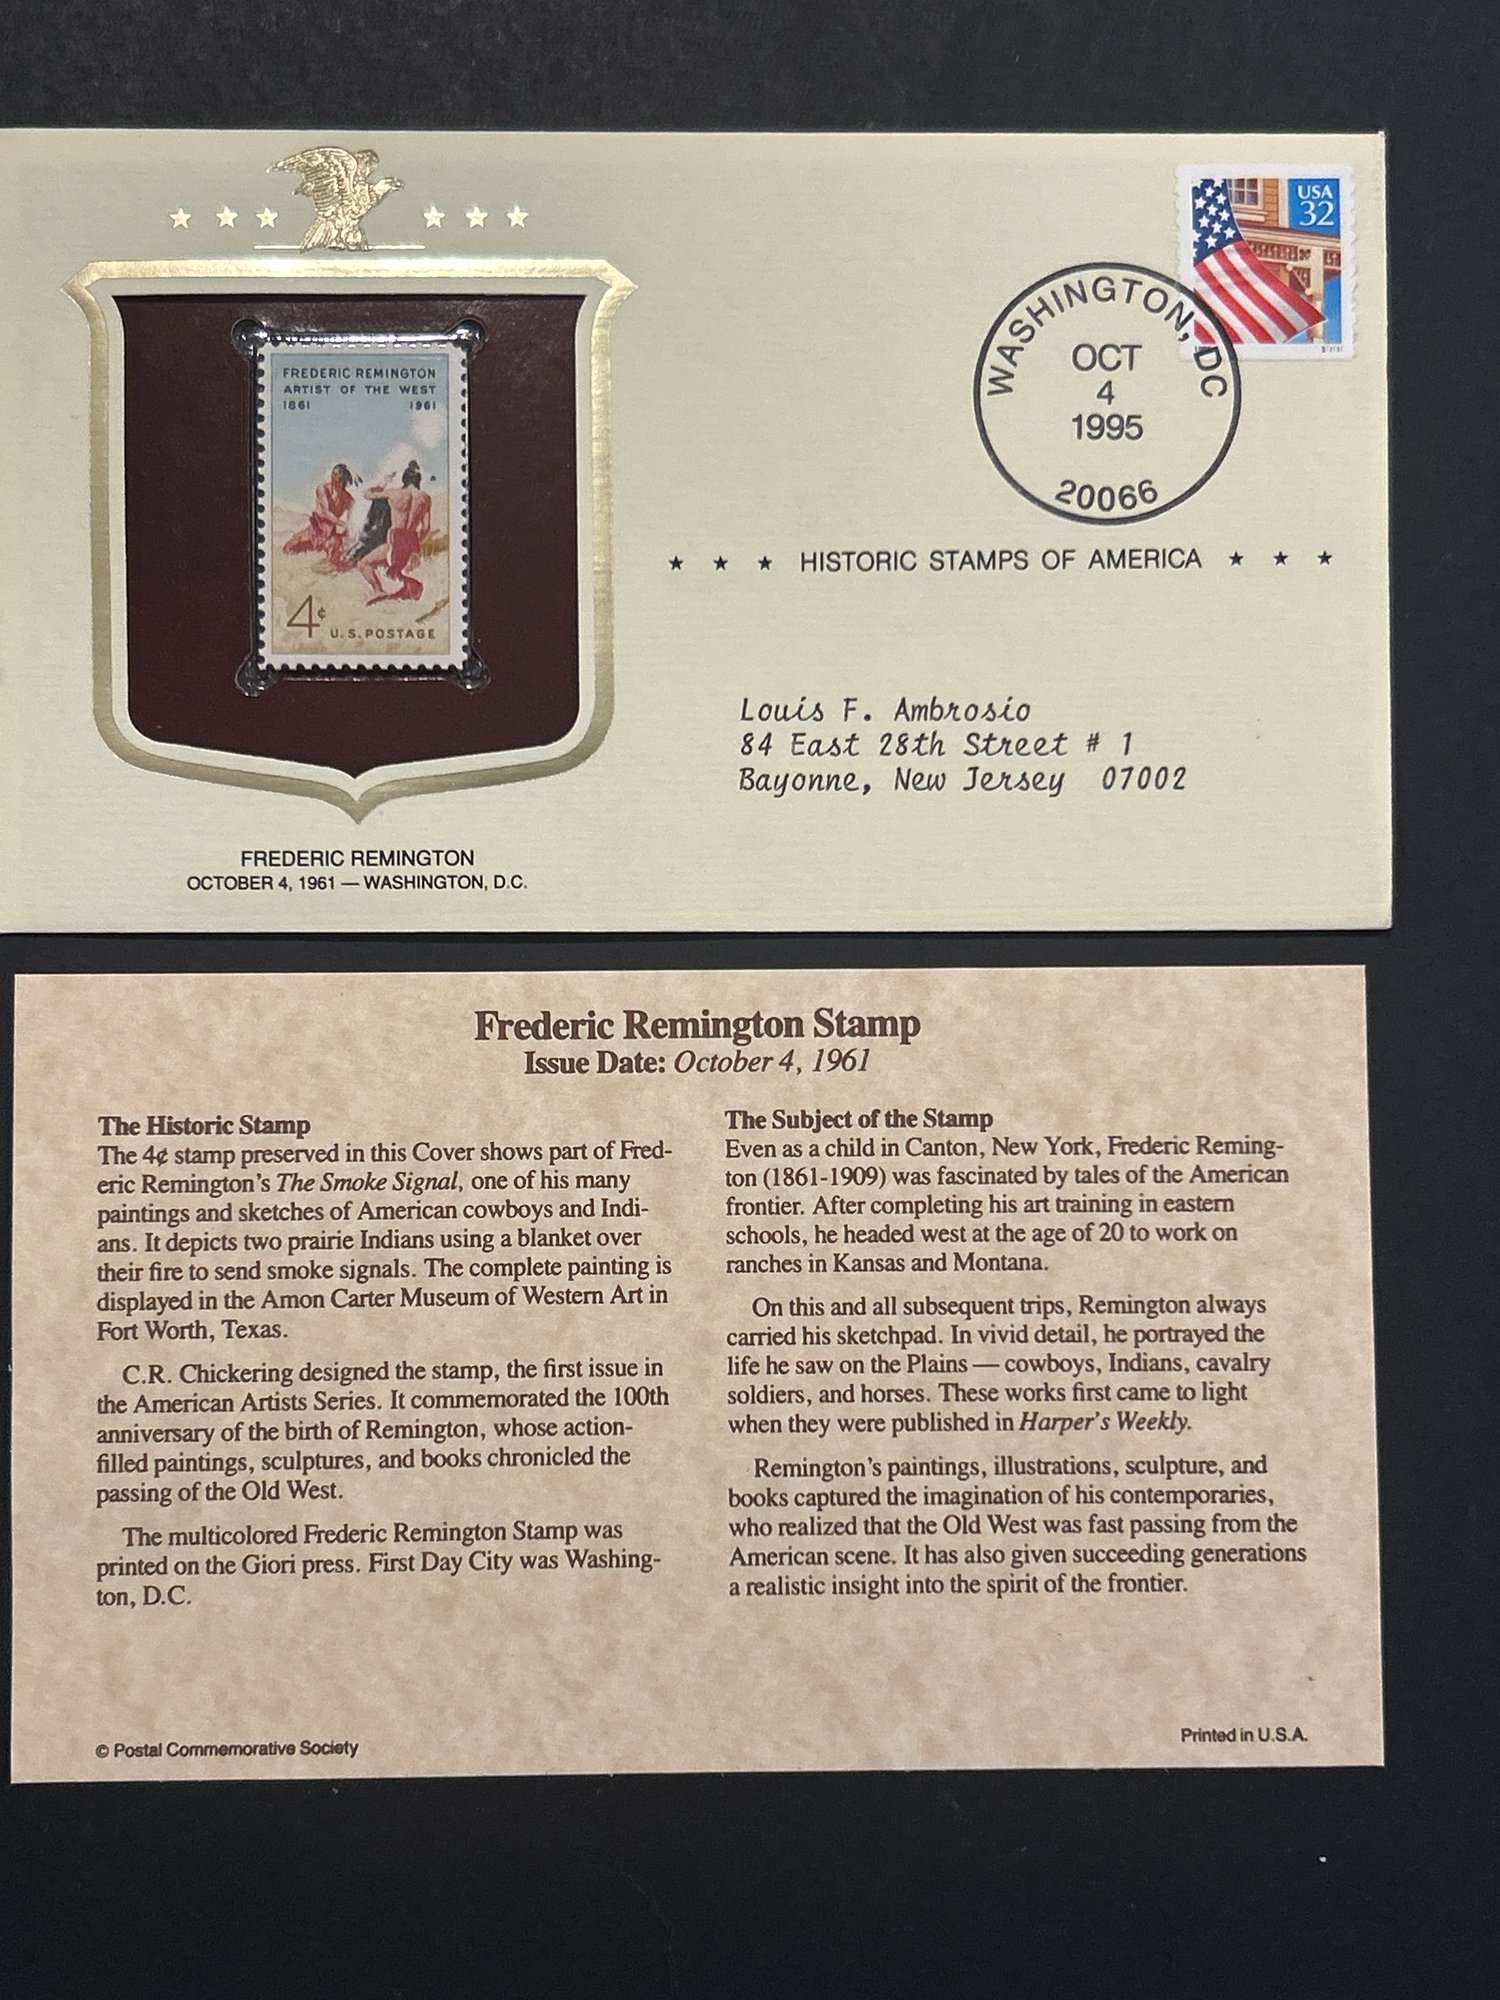 USA
32
WASHINGTON, DC
OCT
4
1995
20066
FREDERIC REMINGTON
ARTIST OF THE WEST
1861 1961
4¢ U.S. POSTAGE
★ ★ ★ HISTORIC STAMPS OF AMERICA ★ ★ ★
Louis F. Ambrosio
84 East 28th Street # 1
Bayonne, New Jersey 07002
FREDERIC REMINGTON
OCTOBER 4, 1961 — WASHINGTON, D.C.
Frederic Remington Stamp
Issue Date: October 4, 1961
The Historic Stamp
The 4¢ stamp preserved in this Cover shows part of Fred-
eric Remington's The Smoke Signal, one of his many
paintings and sketches of American cowboys and Indi-
ans. It depicts two prairie Indians using a blanket over
their fire to send smoke signals. The complete painting is
displayed in the Amon Carter Museum of Western Art in
Fort Worth, Texas.
C.R. Chickering designed the stamp, the first issue in
the American Artists Series. It commemorated the 100th
anniversary of the birth of Remington, whose action-
filled paintings, sculptures, and books chronicled the
passing of the Old West.
The multicolored Frederic Remington Stamp was
printed on the Giori press. First Day City was Washing-
ton, D.C.
The Subject of the Stamp
Even as a child in Canton, New York, Frederic Reming-
ton (1861-1909) was fascinated by tales of the American
frontier. After completing his art training in eastern
schools, he headed west at the age of 20 to work on
ranches in Kansas and Montana.
On this and all subsequent trips, Remington always
carried his sketchpad. In vivid detail, he portrayed the
life he saw on the Plains — cowboys, Indians, cavalry
soldiers, and horses. These works first came to light
when they were published in Harper's Weekly.
Remington's paintings, illustrations, sculpture, and
books captured the imagination of his contemporaries,
who realized that the Old West was fast passing from the
American scene. It has also given succeeding generations
a realistic insight into the spirit of the frontier.
© Postal Commemorative Society
Printed in U.S.A.